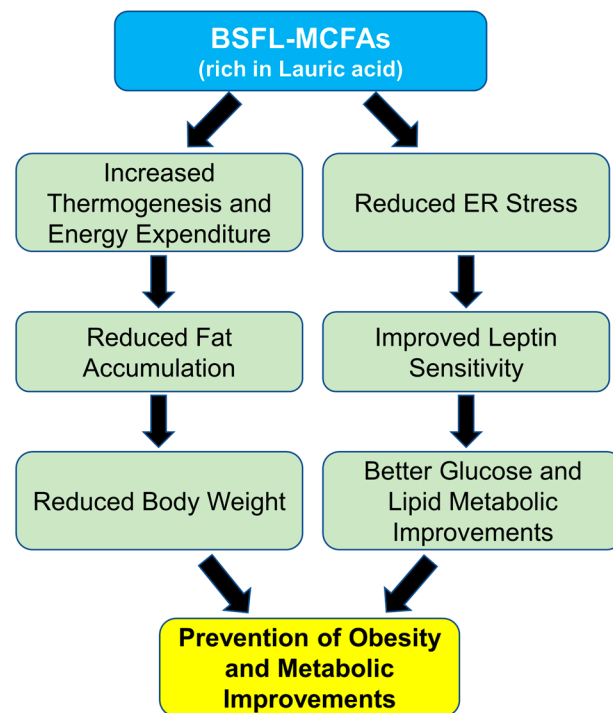 BSFL-MCFAs
(rich in Lauric acid)
Increased
Thermogenesis and
Energy Expenditure
Reduced ER Stress
Reduced Fat
Accumulation
Improved Leptin
Sensitivity
Reduced Body Weight
Better Glucose and
Lipid Metabolic
Improvements
Prevention of Obesity
and Metabolic
Improvements